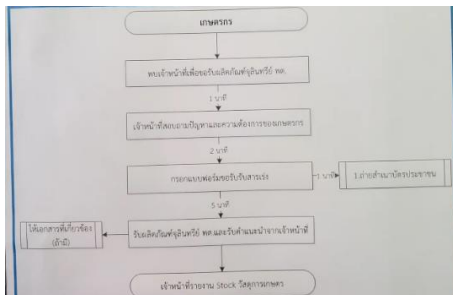 เกษตรกร
พบเจ้าหน้าที่เพื่อขอรับผลิตภัณฑ์จุลินทรีย์ พด.
1 นาที
เจ้าหน้าที่สอบถามปัญหาและความต้องการของเกษตรกร
2 นาที
กรอกแบบฟอร์มขอรับสารเร่ง
1 นาที
1.ถ่ายสำเนาบัตรประชาชน
5 นาที
ให้เอกสารที่เกี่ยวข้อง
(ถ้ามี)
รับผลิตภัณฑ์จุลินทรีย์ พด.และรับคำแนะนำจากเจ้าหน้าที่
เจ้าหน้าที่รายงาน Stock วัสดุการเกษตร